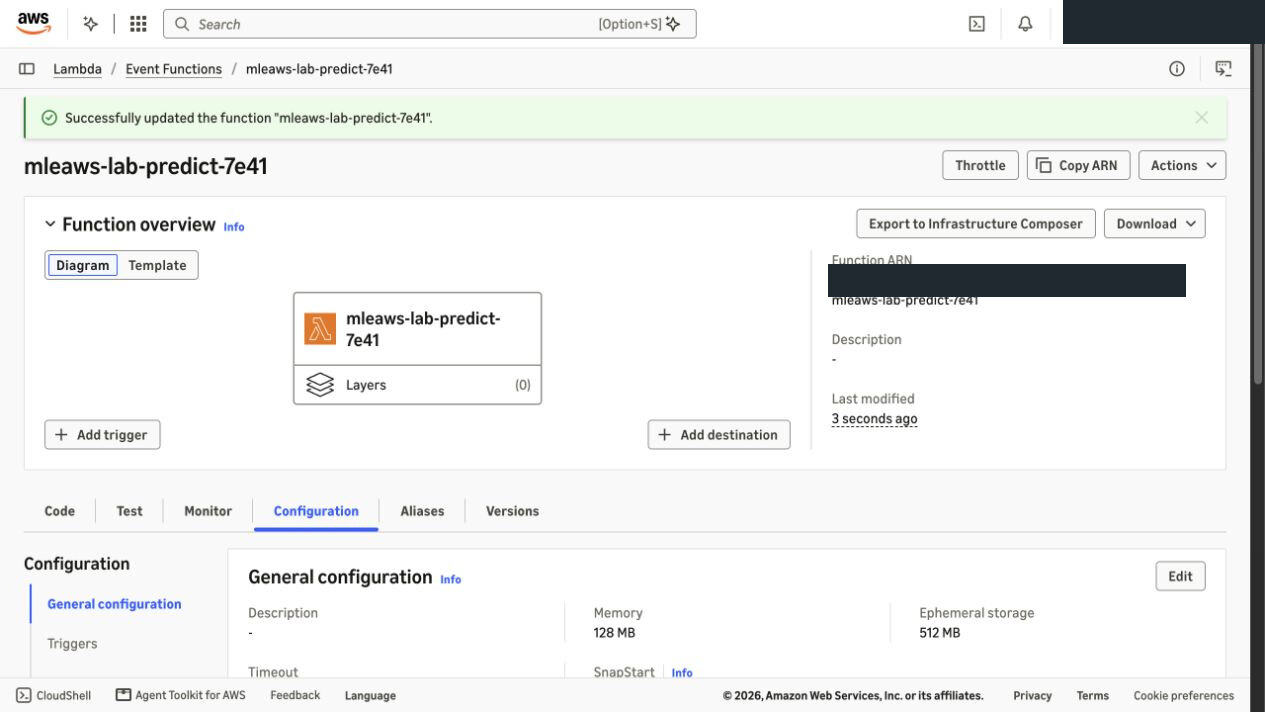 aws
Search [Option+S]
Lambda / Event Functions / mleaws-lab-predict-7e41
Successfully updated the function "mleaws-lab-predict-7e41".
mleaws-lab-predict-7e41
Throttle
Copy ARN
Actions
Function overview Info
Export to Infrastructure Composer
Download
Diagram
Template
mleaws-lab-predict-
7e41
Layers (0)
Add trigger
Add destination
Function ARN
mleaws-lab-predict-7e41
Description
-
Last modified
3 seconds ago
Code
Test
Monitor
Configuration
Aliases
Versions
Configuration
General configuration
Triggers
General configuration Info
Edit
Description
-
Memory
128 MB
Ephemeral storage
512 MB
Timeout
SnapStart Info
CloudShell
Agent Toolkit for AWS
Feedback
Language
© 2026, Amazon Web Services, Inc. or its affiliates.
Privacy
Terms
Cookie preferences